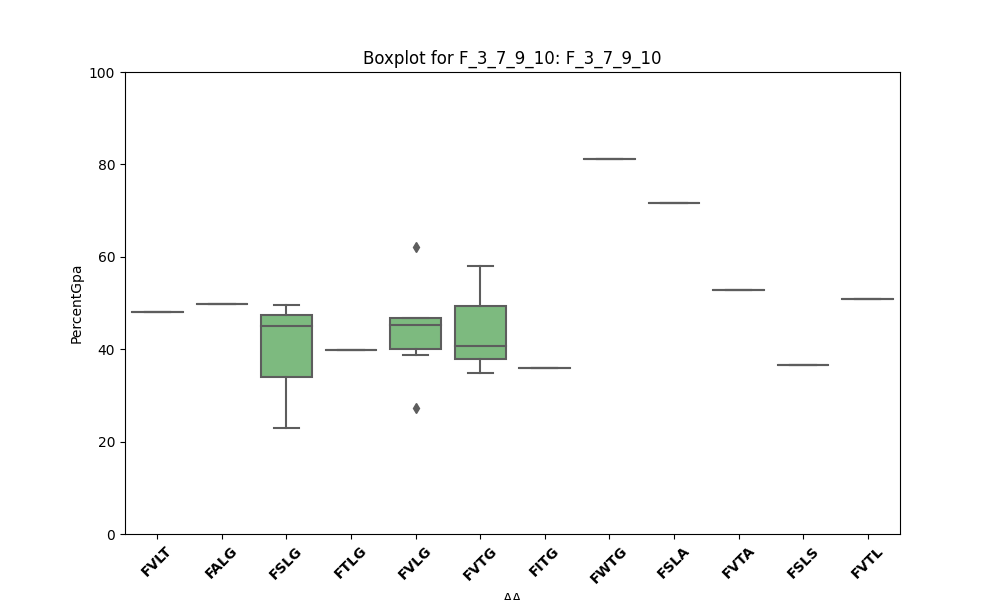 Boxplot for F_3_7_9_10: F_3_7_9_10
100
80
60
40
20
0
PercentGpa
FVLT
FALG
FSLG
FTLG
FVLG
FVTG
FITG
FWTG
FSLA
FVTA
FSLS
FVTL
AA